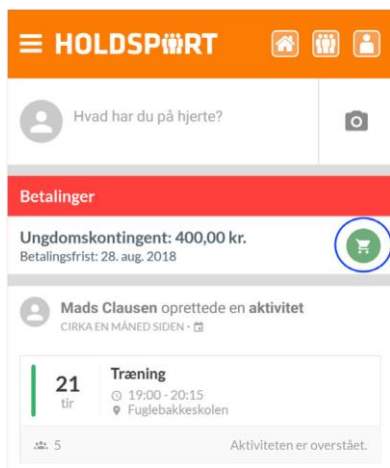 HOLDSPORT
Hvad har du på hjerte?
Betalinger
Ungdomskontingent: 400,00 kr.
Betalingsfrist: 28. aug. 2018
Mads Clausen oprettede en aktivitet
CIRKA EN MÅNED SIDEN ·
21
tir
Træning
19:00 - 20:15
Fuglebakkeskolen
5
Aktiviteten er overstået.